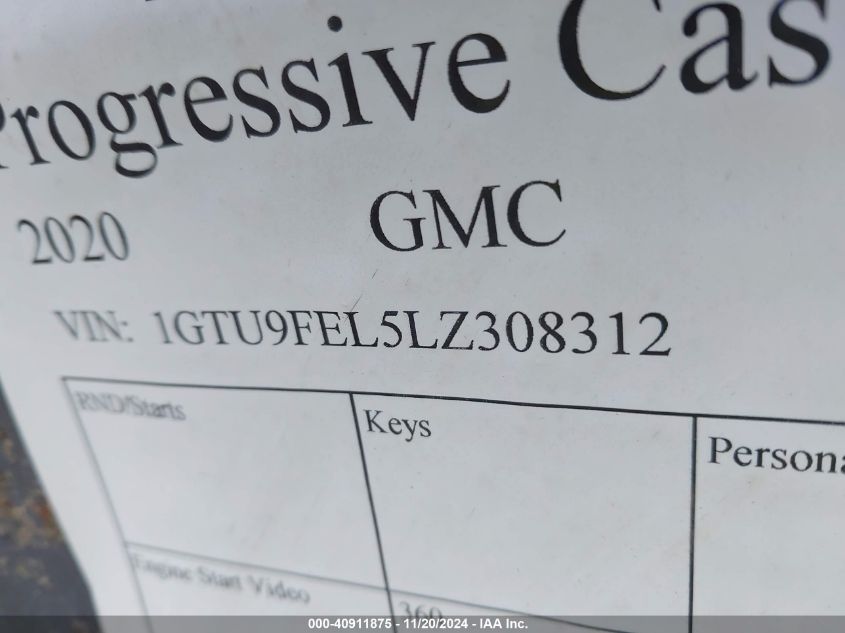 Progressive Cas
2020 GMC
VIN: 1GTU9FEL5LZ308312
RND/Starts Keys Persona
Engine Start Video 360
000-40911875 - 11/20/2024 - IAA Inc.